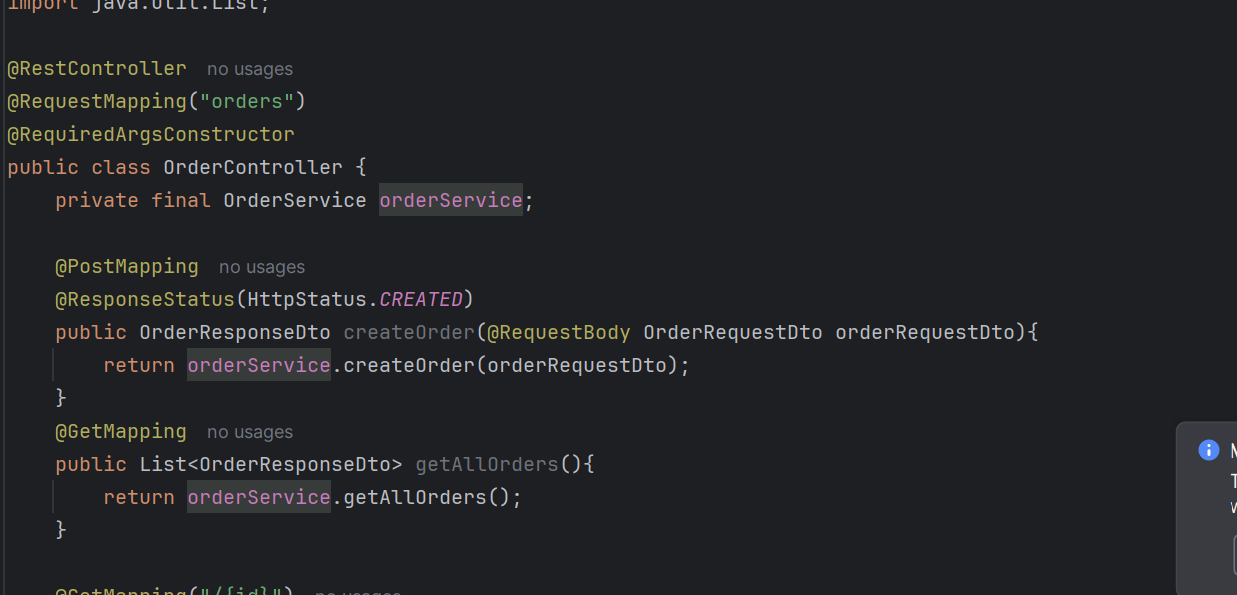 import java.util.List;
@RestController no usages
@RequestMapping("orders")
@RequiredArgsConstructor
public class OrderController {
    private final OrderService orderService;
    @PostMapping no usages
    @ResponseStatus(HttpStatus.CREATED)
    public OrderResponseDto createOrder(@RequestBody OrderRequestDto orderRequestDto){
        return orderService.createOrder(orderRequestDto);
    }
    @GetMapping no usages
    public List<OrderResponseDto> getAllOrders(){
        return orderService.getAllOrders();
    }
    @GetMapping("/{id}") no usages